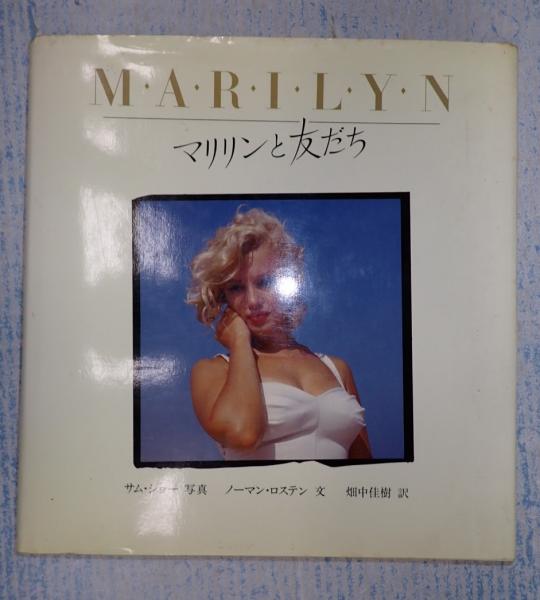 M·A·R·I·L·Y·N
マリリンと友だち
サム・ショー 写真 ノーマン・ロステン 文 畑中佳樹 訳